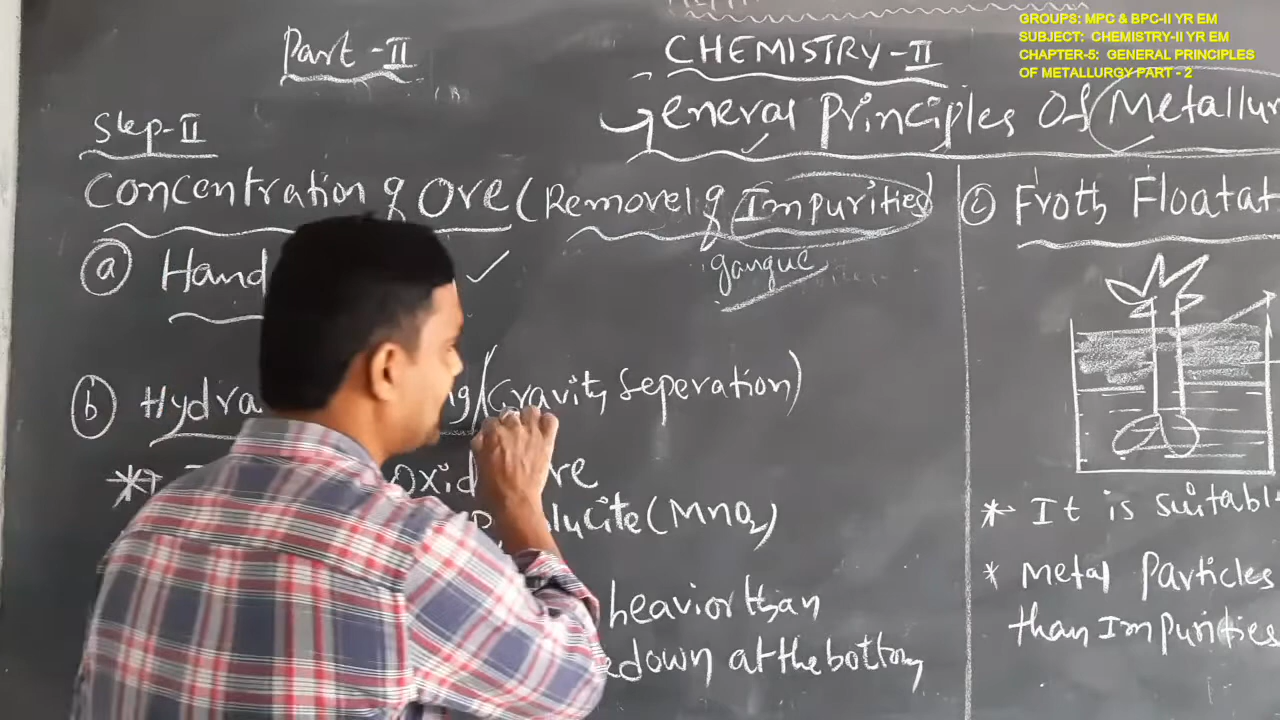 GROUPS: MPC & BPC-II YR EM
SUBJECT: CHEMISTRY-II YR EM
CHAPTER-5: GENERAL PRINCIPLES
OF METALLURGY PART - 2
Part - II
CHEMISTRY - II
General Principles Of Metallur
Step-II
Concentration of Ore (Removel of Impurities)
gangue
(a) Hand
(b) Hydra g/(Gravity Seperation)
* Oxid re
lucite (MnO2)
heavior than
down at the bottom
(c) Froth Floatat
* It is suitabl
* Metal Particles
than Impurities